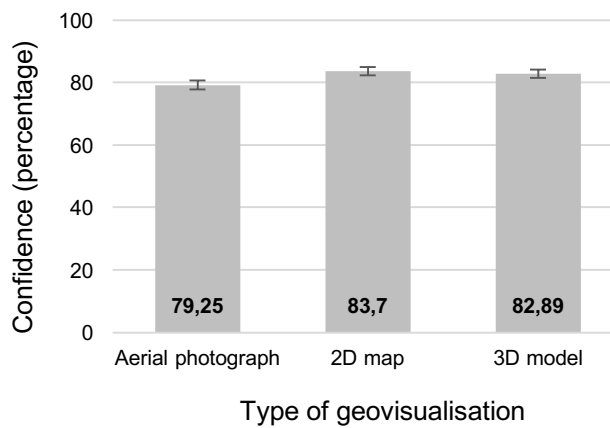 Confidence (percentage)
100
80
60
40
20
0
79,25
83,7
82,89
Aerial photograph
2D map
3D model
Type of geovisualisation